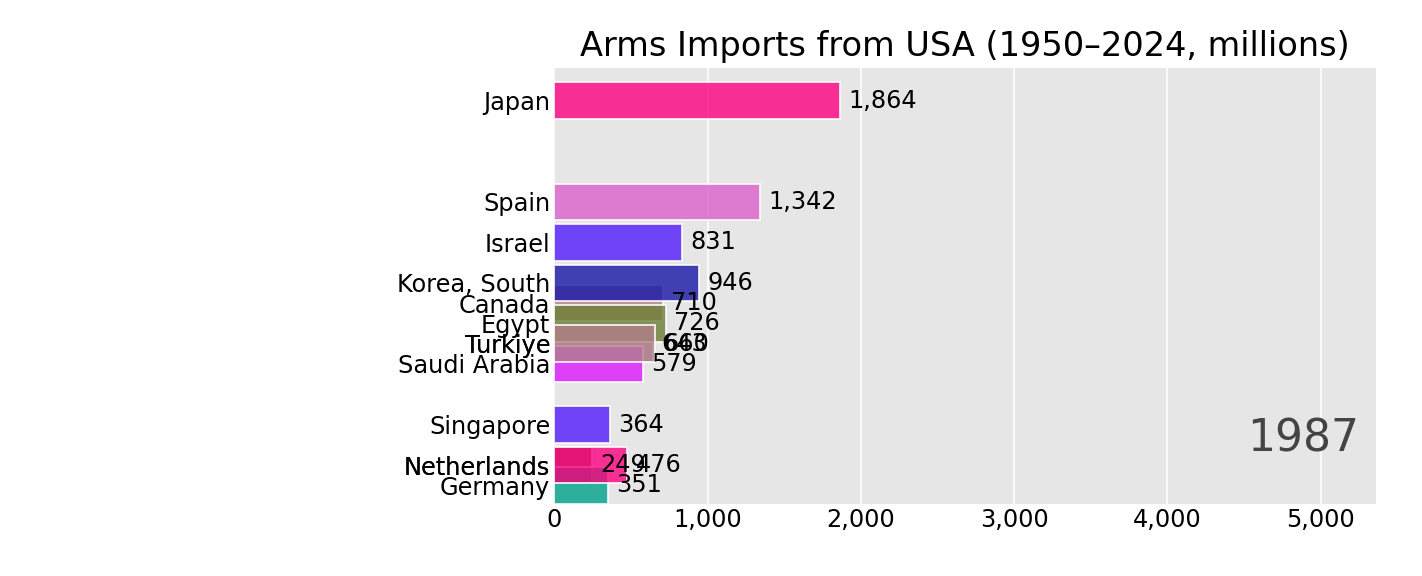 Arms Imports from USA (1950–2024, millions)
Japan 1,864
Spain 1,342
Israel 831
Korea, South 946
Canada 710
Egypt 726
Turkiye
Saudi Arabia 579
Singapore 364
Netherlands 249 476
Germany 351
1987
0 1,000 2,000 3,000 4,000 5,000